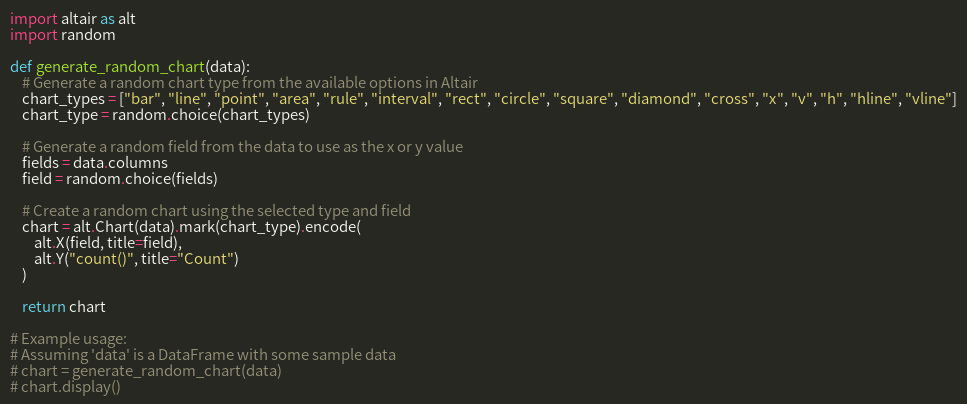 import altair as alt
import random

def generate_random_chart(data):
    # Generate a random chart type from the available options in Altair
    chart_types = ["bar", "line", "point", "area", "rule", "interval", "rect", "circle", "square", "diamond", "cross", "x", "v", "h", "hline", "vline"]
    chart_type = random.choice(chart_types)

    # Generate a random field from the data to use as the x or y value
    fields = data.columns
    field = random.choice(fields)

    # Create a random chart using the selected type and field
    chart = alt.Chart(data).mark(chart_type).encode(
        alt.X(field, title=field),
        alt.Y("count()", title="Count")
    )

    return chart

# Example usage:
# Assuming 'data' is a DataFrame with some sample data
# chart = generate_random_chart(data)
# chart.display()